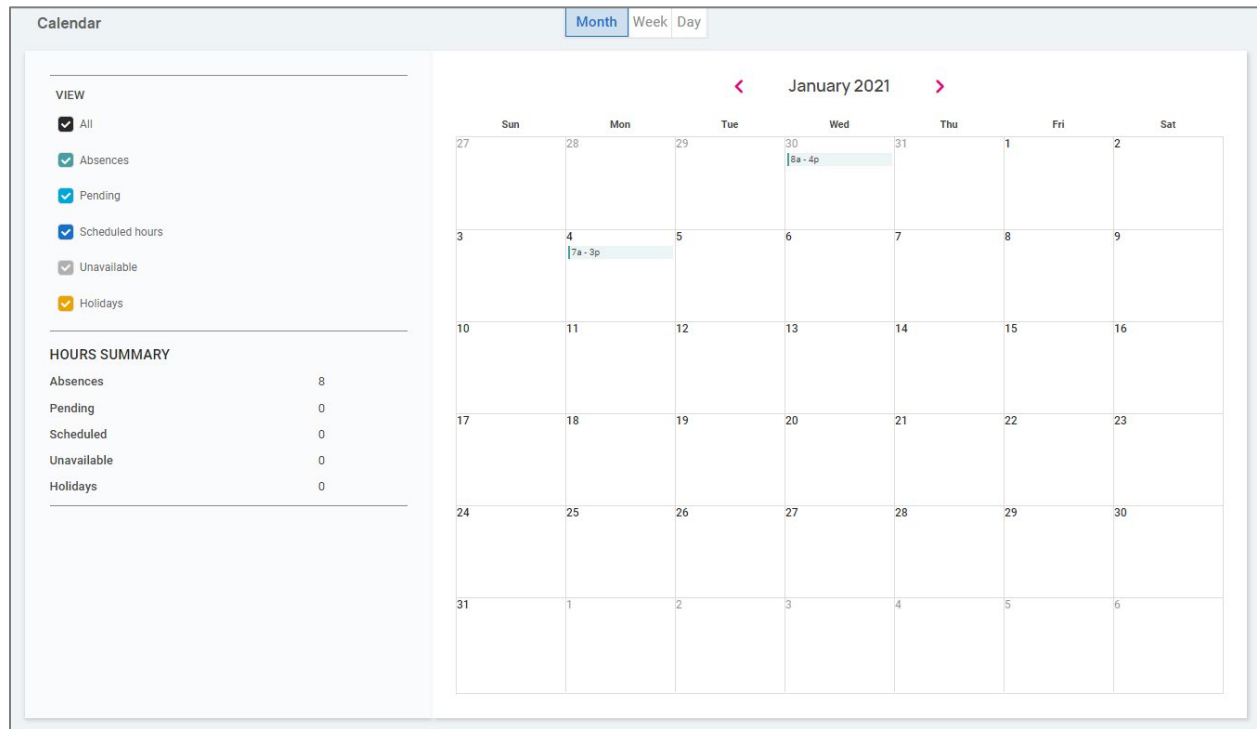 Calendar
Month Week Day
VIEW
All
Absences
Pending
Scheduled hours
Unavailable
Holidays
HOURS SUMMARY
Absences 8
Pending 0
Scheduled 0
Unavailable 0
Holidays 0
January 2021
Sun Mon Tue Wed Thu Fri Sat
27 28 29 30 31 1 2
8a - 4p
3 4 5 6 7 8 9
7a - 3p
10 11 12 13 14 15 16
17 18 19 20 21 22 23
24 25 26 27 28 29 30
31 1 2 3 4 5 6